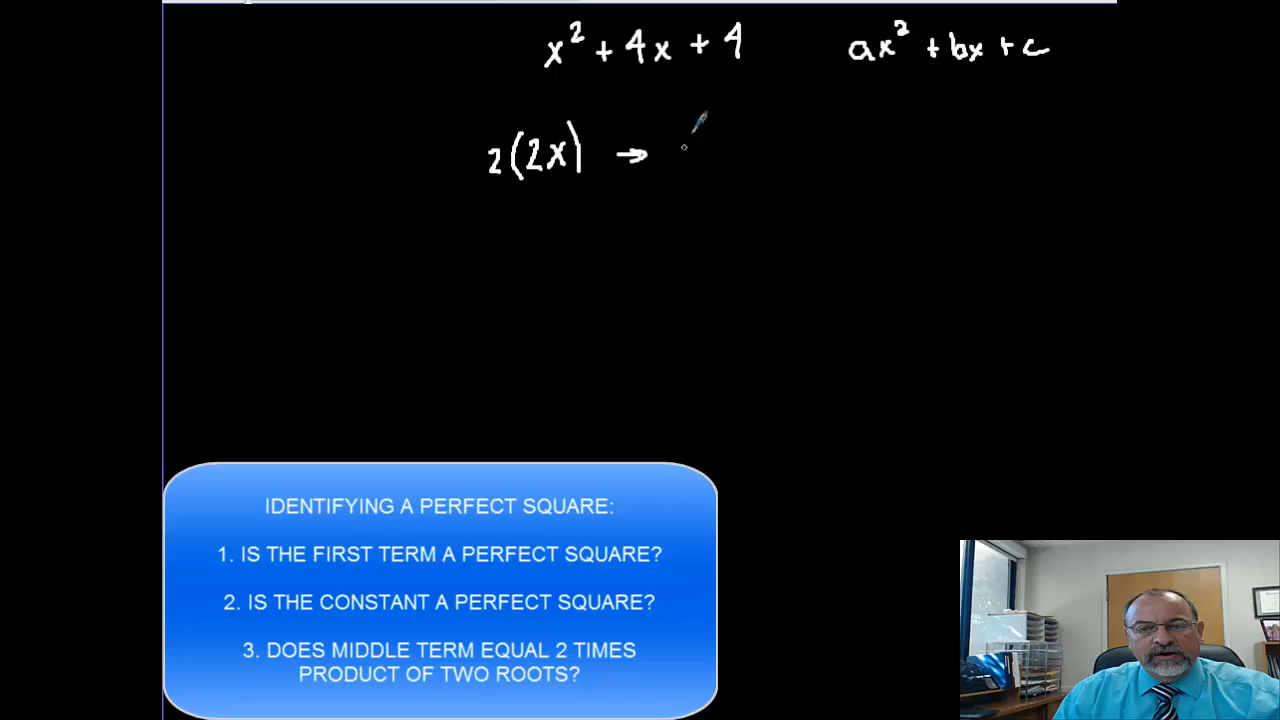 x² + 4x + 4
ax² + bx + c
2(2x) →
IDENTIFYING A PERFECT SQUARE:
1. IS THE FIRST TERM A PERFECT SQUARE?
2. IS THE CONSTANT A PERFECT SQUARE?
3. DOES MIDDLE TERM EQUAL 2 TIMES
PRODUCT OF TWO ROOTS?